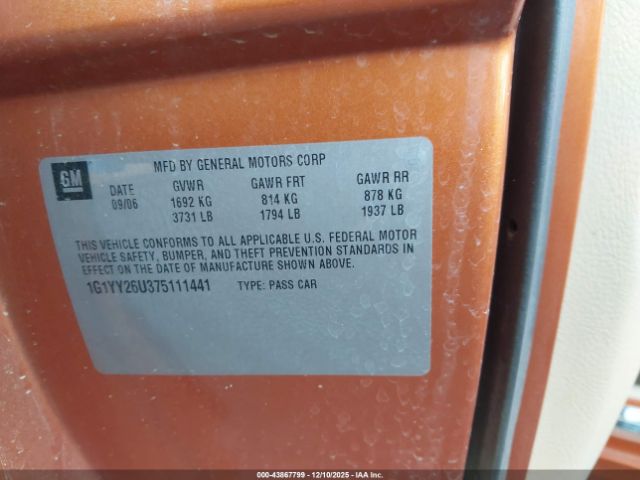 GM
MFD BY GENERAL MOTORS CORP
DATE GVWR GAWR FRT GAWR RR
09/06 1692 KG 814 KG 878 KG
3731 LB 1794 LB 1937 LB
THIS VEHICLE CONFORMS TO ALL APPLICABLE U.S. FEDERAL MOTOR
VEHICLE SAFETY, BUMPER, AND THEFT PREVENTION STANDARDS IN
EFFECT ON THE DATE OF MANUFACTURE SHOWN ABOVE.
1G1YY26U375111441 TYPE: PASS CAR
00-43867799 - 12/10/2025 - IAA Inc.